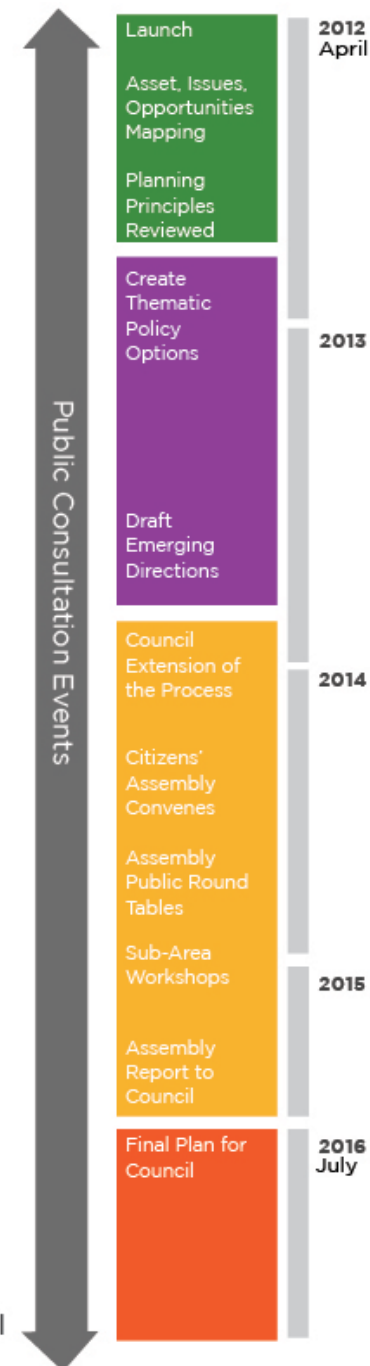 Launch
2012
April
Asset, Issues,
Opportunities
Mapping
Planning
Principles
Reviewed
Create
Thematic
Policy
Options
2013
Public Consultation Events
Draft
Emerging
Directions
Council
Extension of
the Process
2014
Citizens'
Assembly
Convenes
Assembly
Public Round
Tables
Sub-Area
Workshops
2015
Assembly
Report to
Council
Final Plan for
Council
2016
July